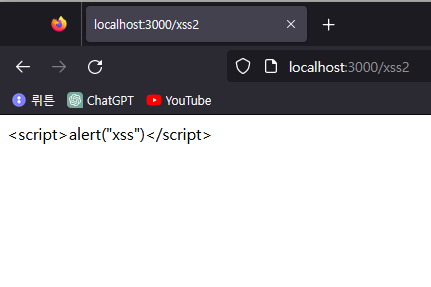 localhost:3000/xss2
localhost:3000/xss2
뤼튼 ChatGPT YouTube
<script>alert("xss")</script>